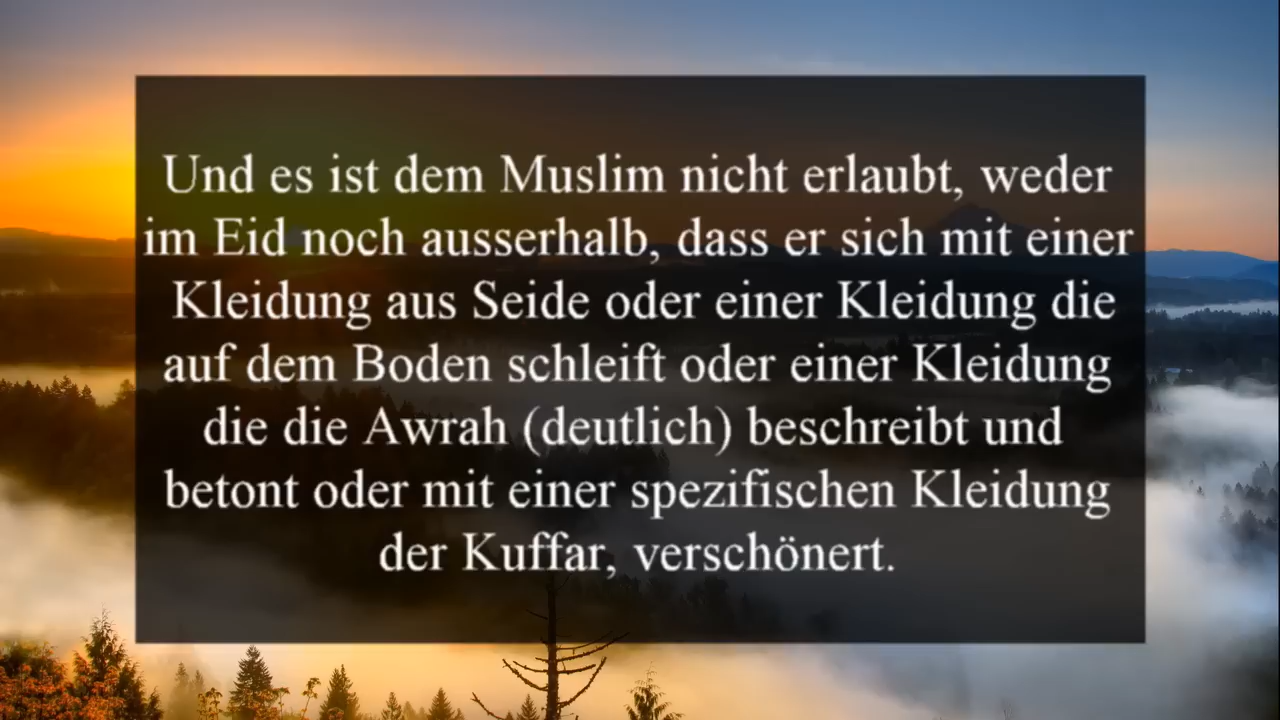 Und es ist dem Muslim nicht erlaubt, weder
im Eid noch ausserhalb, dass er sich mit einer
Kleidung aus Seide oder einer Kleidung die
auf dem Boden schleift oder einer Kleidung
die die Awrah (deutlich) beschreibt und
betont oder mit einer spezifischen Kleidung
der Kuffar, verschönert.